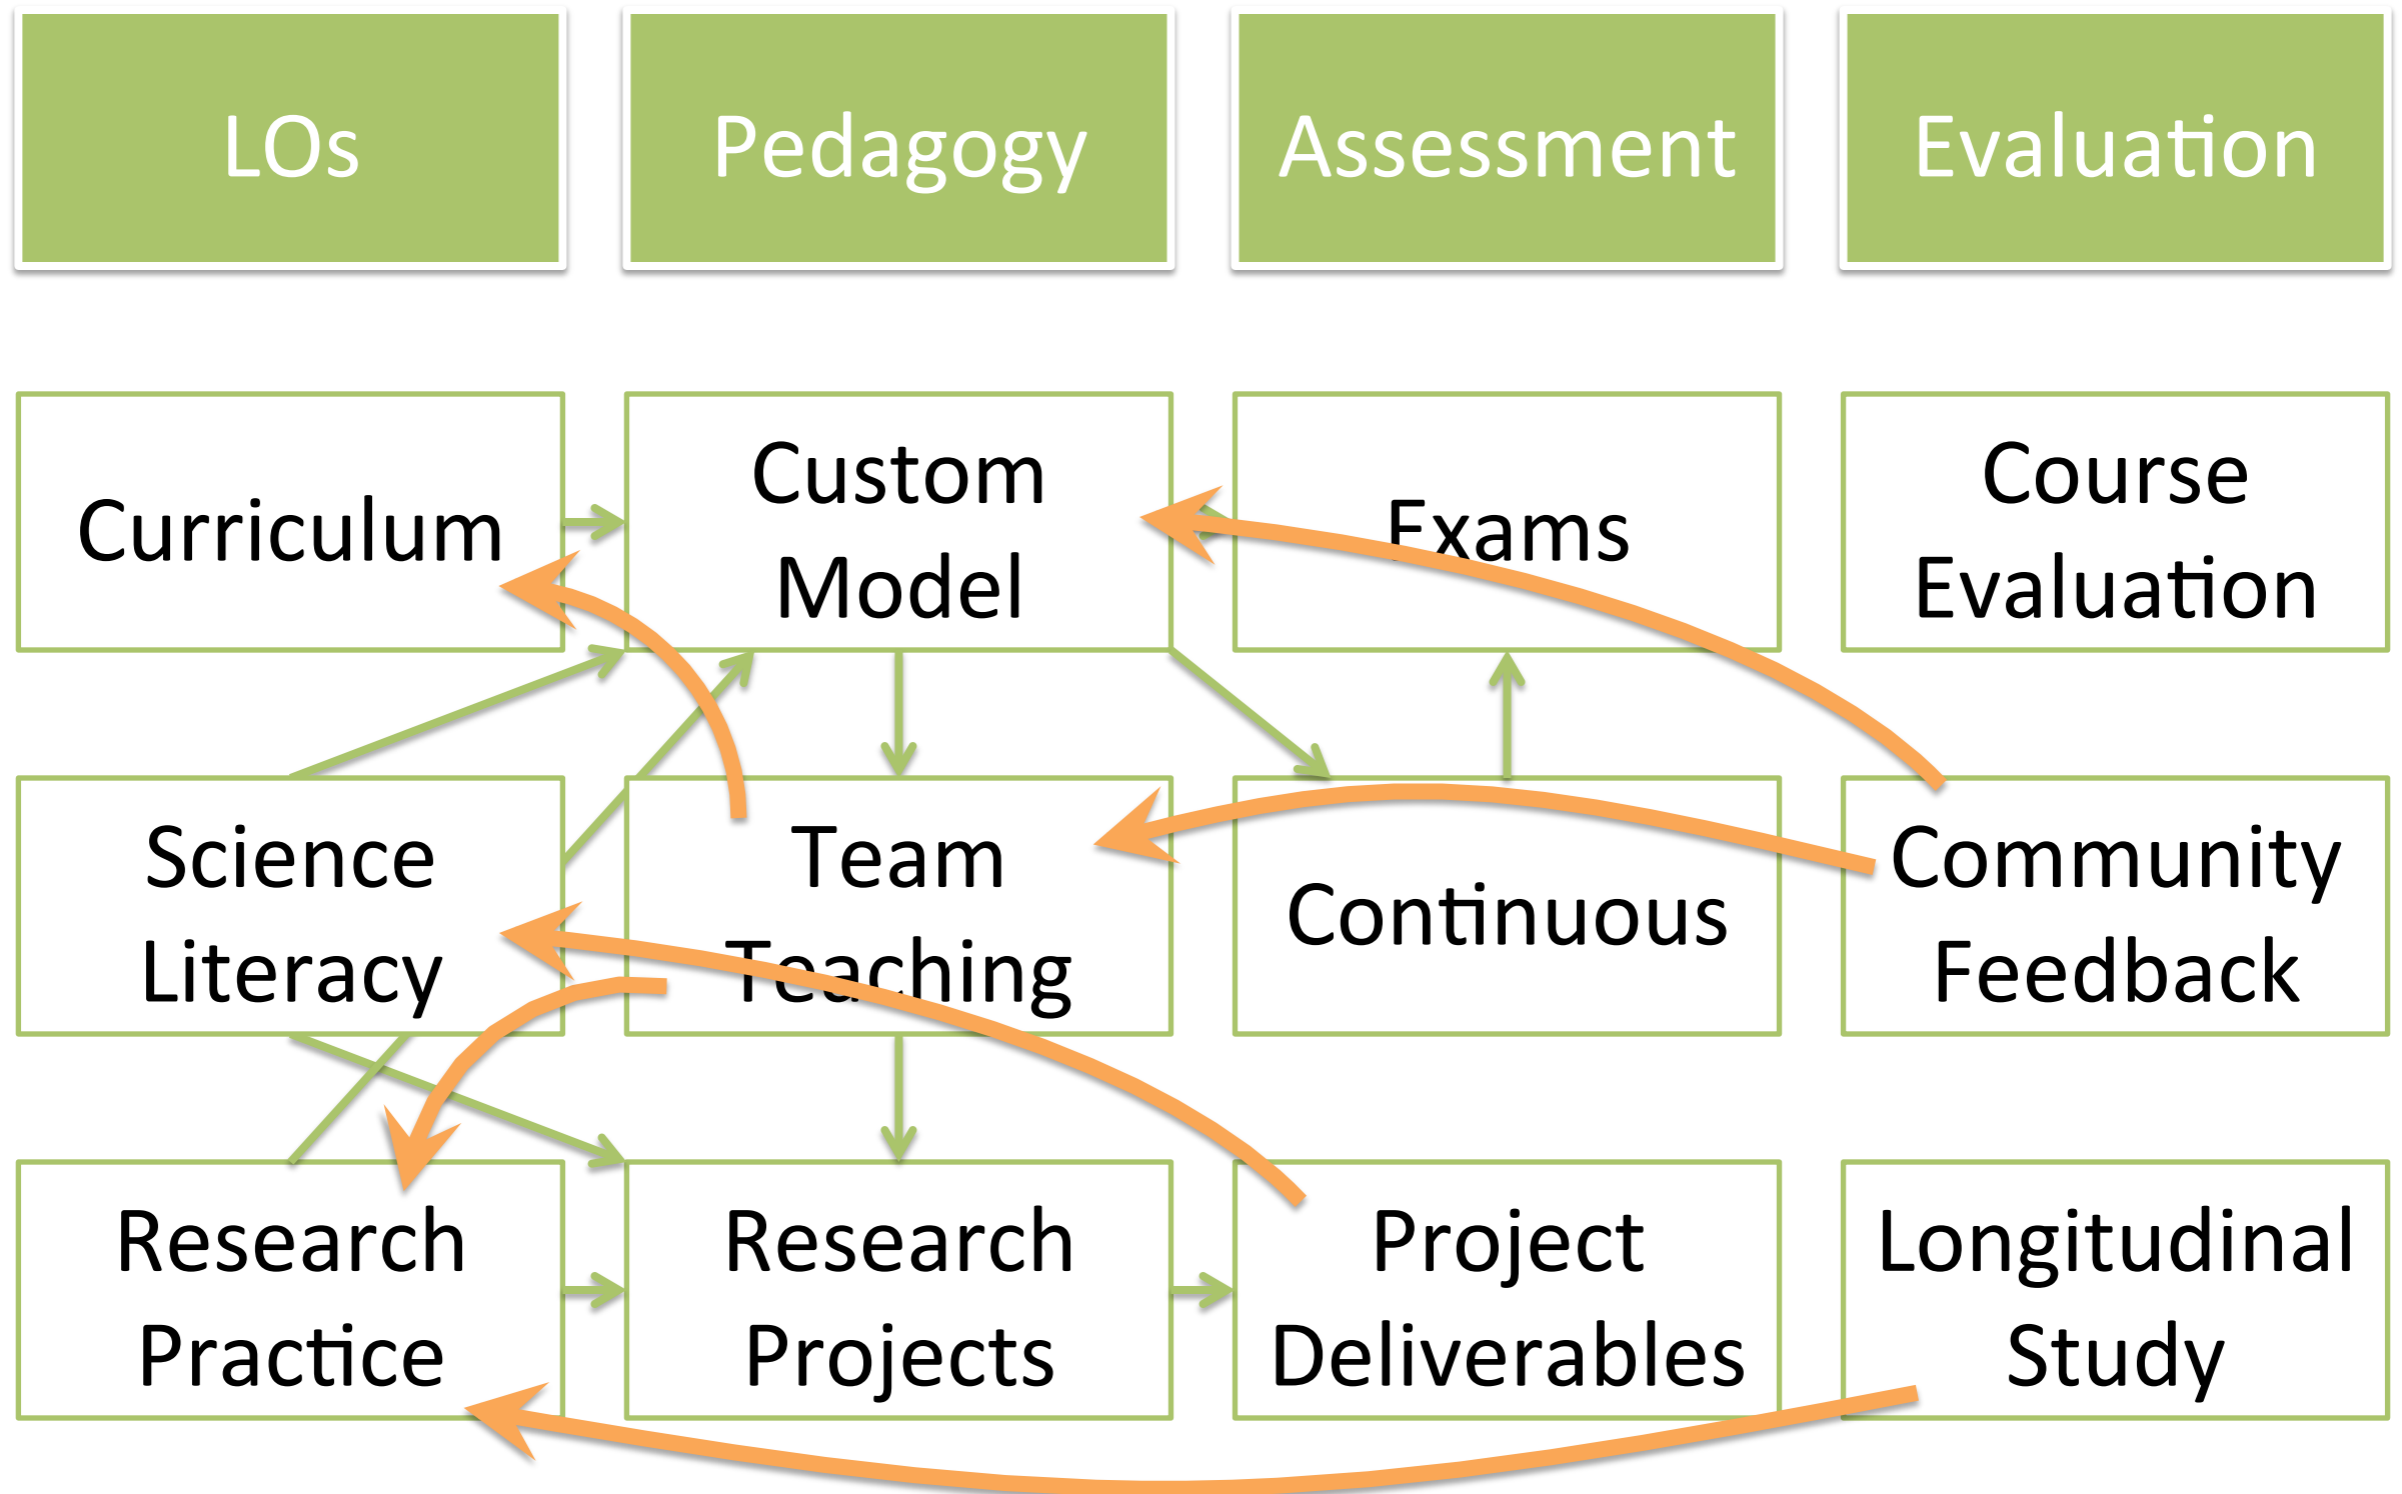 LOs
Pedagogy
Assessment
Evaluation
Curriculum
Custom
Model
Exams
Course
Evaluation
Science
Literacy
Team
Teaching
Continuous
Community
Feedback
Research
Practice
Research
Projects
Project
Deliverables
Longitudinal
Study